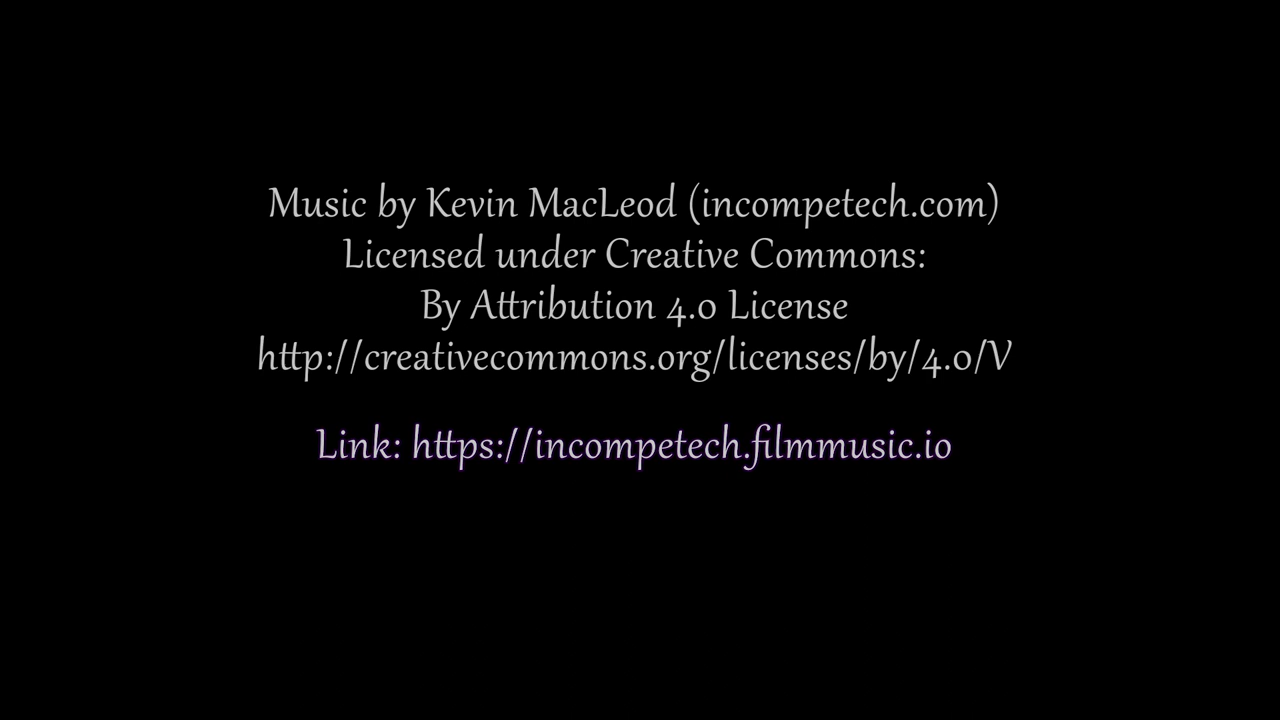 Music by Kevin MacLeod (incompetech.com)
Licensed under Creative Commons:
By Attribution 4.0 License
http://creativecommons.org/licenses/by/4.0/V
Link: https://incompetech.filmmusic.io